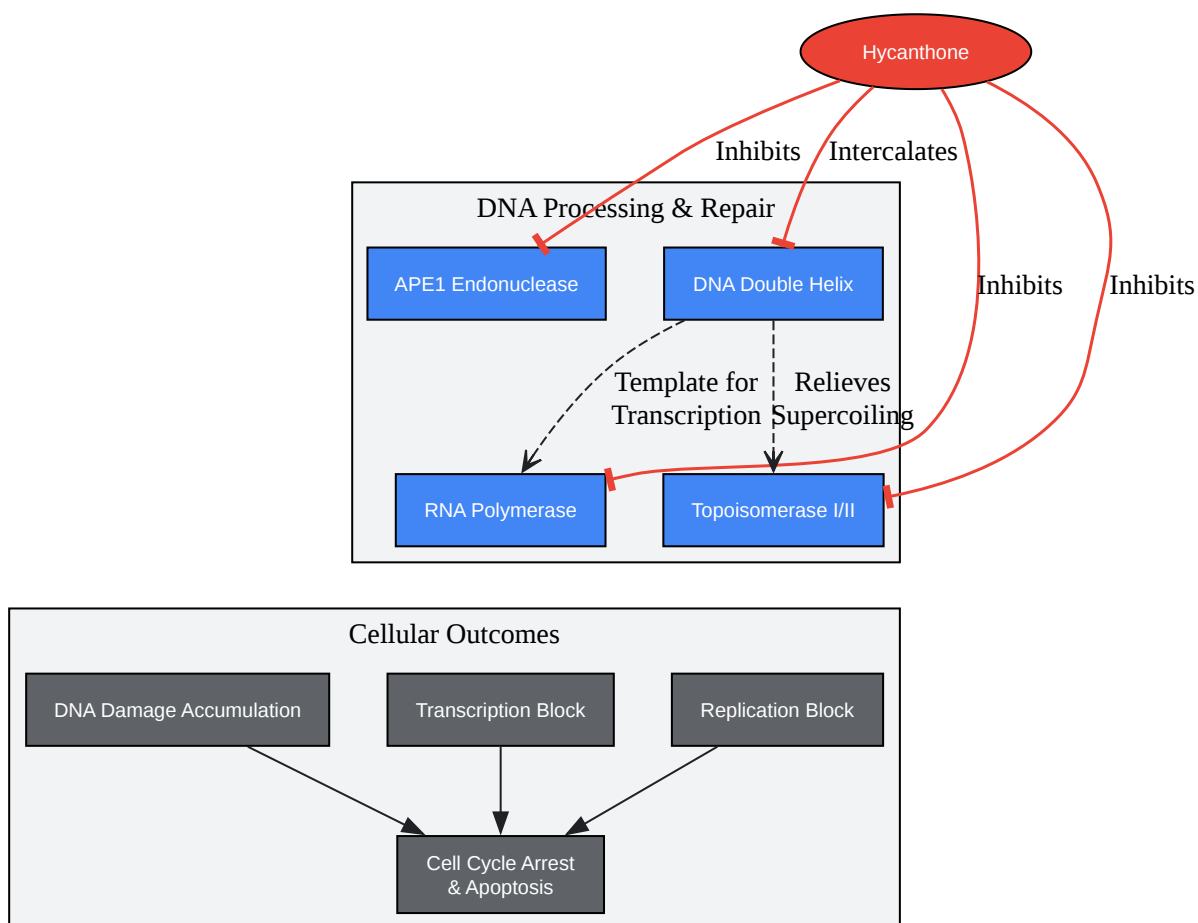 Hycanthone
Inhibits
Intercalates
DNA Processing & Repair
APE1 Endonuclease
DNA Double Helix
Inhibits
Inhibits
Template for
Transcription
Relieves
Supercoiling
RNA Polymerase
Topoisomerase I/II
Cellular Outcomes
DNA Damage Accumulation
Transcription Block
Replication Block
Cell Cycle Arrest
& Apoptosis